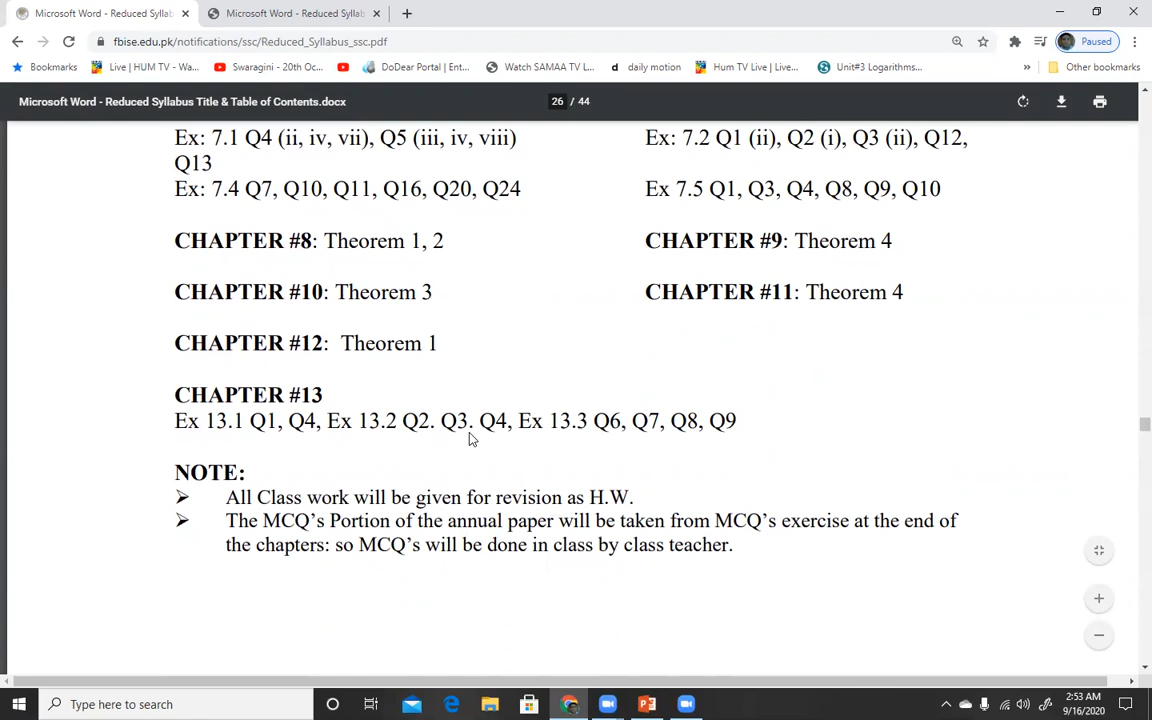 Microsoft Word - Reduced Syllab
Microsoft Word - Reduced Syllab
fbise.edu.pk/notifications/ssc/Reduced_Syllabus_ssc.pdf
Paused
Bookmarks
Live | HUM TV - Wa...
Swaragini - 20th Oc...
DoDear Portal | Ent...
Watch SAMAA TV L...
d daily motion
Hum TV Live | Live...
Unit#3 Logarithms...
»
Other bookmarks
Microsoft Word - Reduced Syllabus Title & Table of Contents.docx
26 / 44
Ex: 7.1 Q4 (ii, iv, vii), Q5 (iii, iv, viii)
Q13
Ex: 7.2 Q1 (ii), Q2 (i), Q3 (ii), Q12,
Ex: 7.4 Q7, Q10, Q11, Q16, Q20, Q24
Ex 7.5 Q1, Q3, Q4, Q8, Q9, Q10
CHAPTER #8: Theorem 1, 2
CHAPTER #9: Theorem 4
CHAPTER #10: Theorem 3
CHAPTER #11: Theorem 4
CHAPTER #12: Theorem 1
CHAPTER #13
Ex 13.1 Q1, Q4, Ex 13.2 Q2. Q3. Q4, Ex 13.3 Q6, Q7, Q8, Q9
NOTE:
➢ All Class work will be given for revision as H.W.
➢ The MCQ's Portion of the annual paper will be taken from MCQ's exercise at the end of
the chapters: so MCQ's will be done in class by class teacher.
Type here to search
2:53 AM
9/16/2020